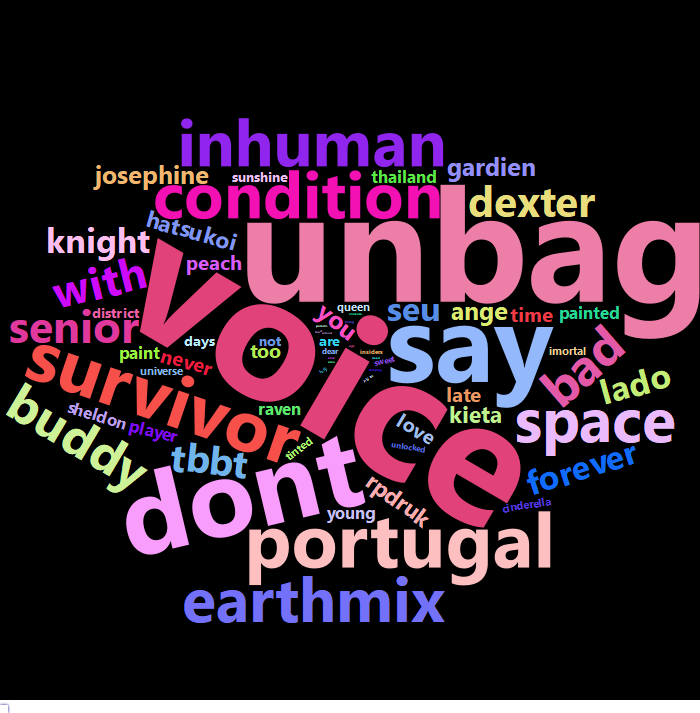 inhuman
josephine
sunshine
thailand
gardien
condition
dexter
unbag
hatsukoi
knight
peach
with
voice
queen
you
seu
ange
time
painted
district
senior
say
days
not
are
too
dear
insiders
imortal
paint
never
sweet
bad
universe
survivor
lado
late
buddy
sheldon
player
raven
love
kieta
space
unlocked
tbbt
tinted
forever
dont
rpdruk
cinderella
young
portugal
earthmix